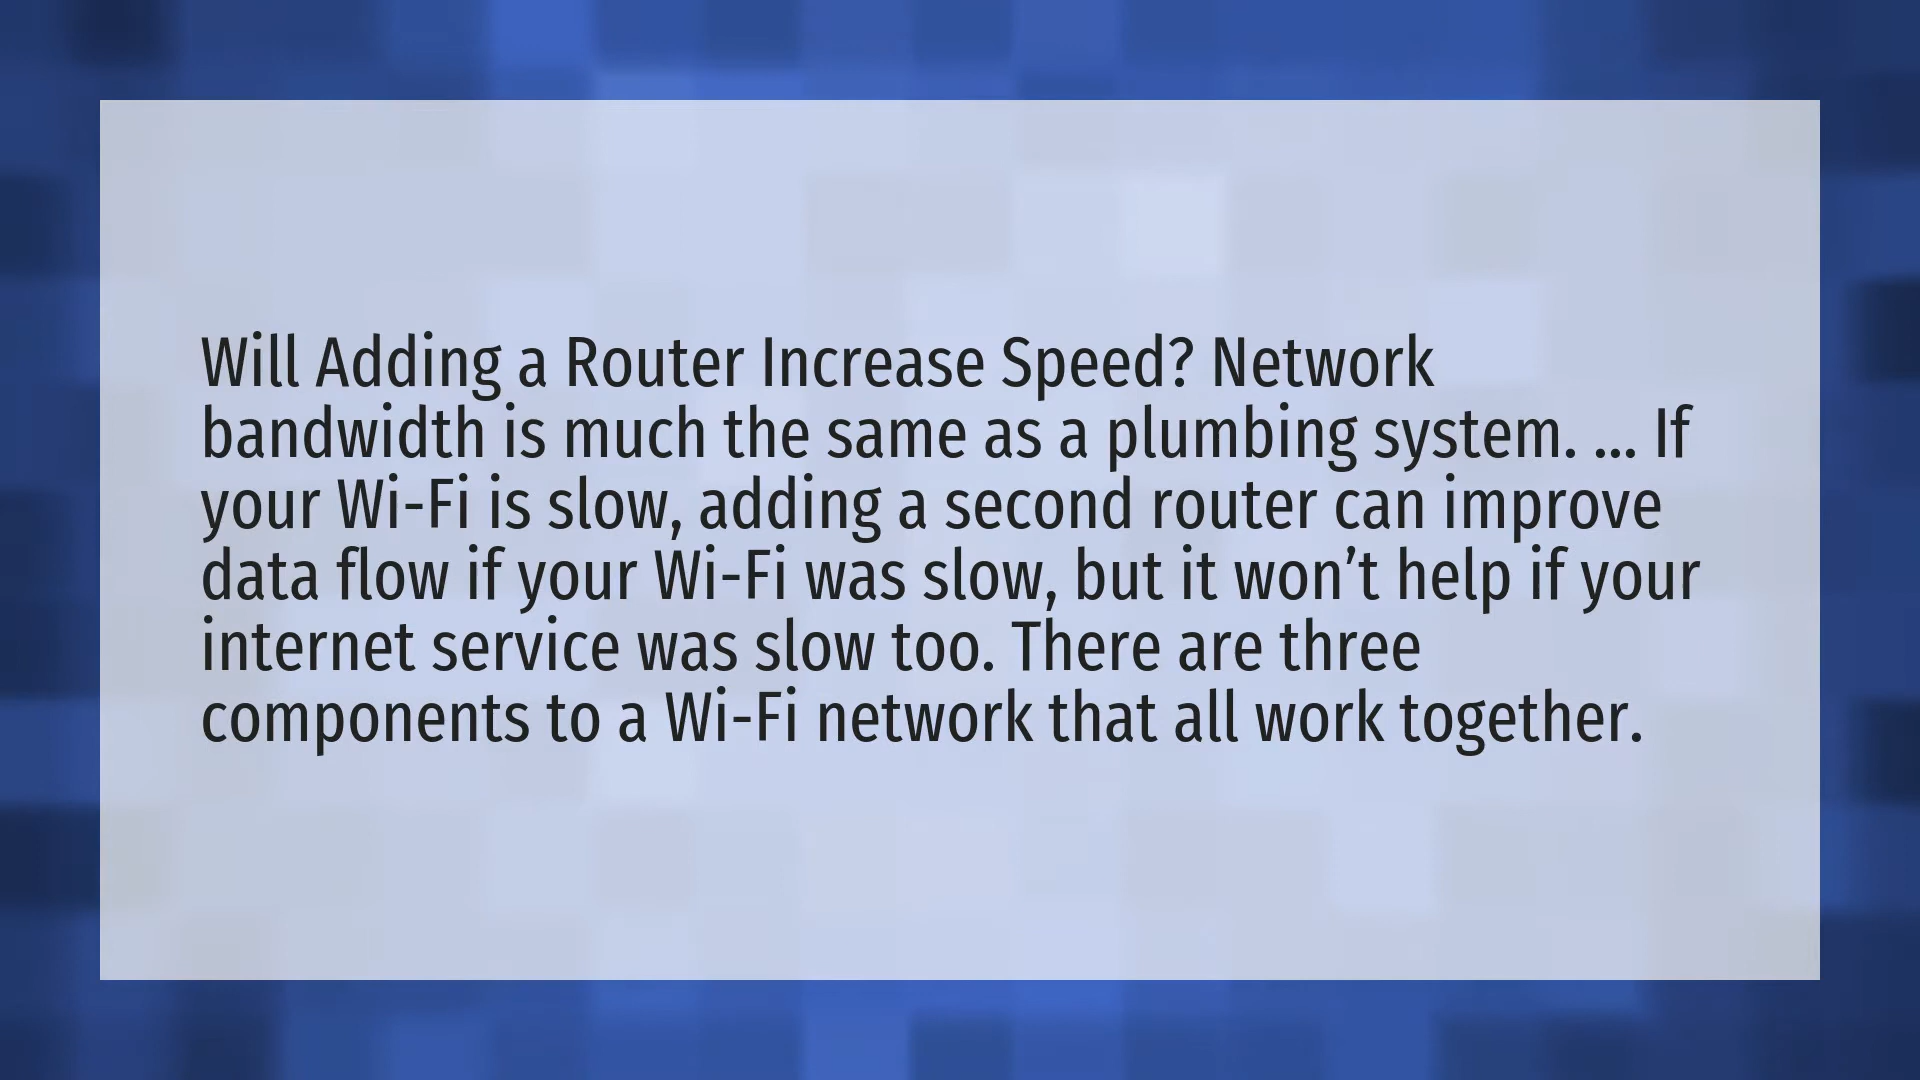 Will Adding a Router Increase Speed? Network
bandwidth is much the same as a plumbing system. ... If
your Wi-Fi is slow, adding a second router can improve
data flow if your Wi-Fi was slow, but it won’t help if your
internet service was slow too. There are three
components to a Wi-Fi network that all work together.